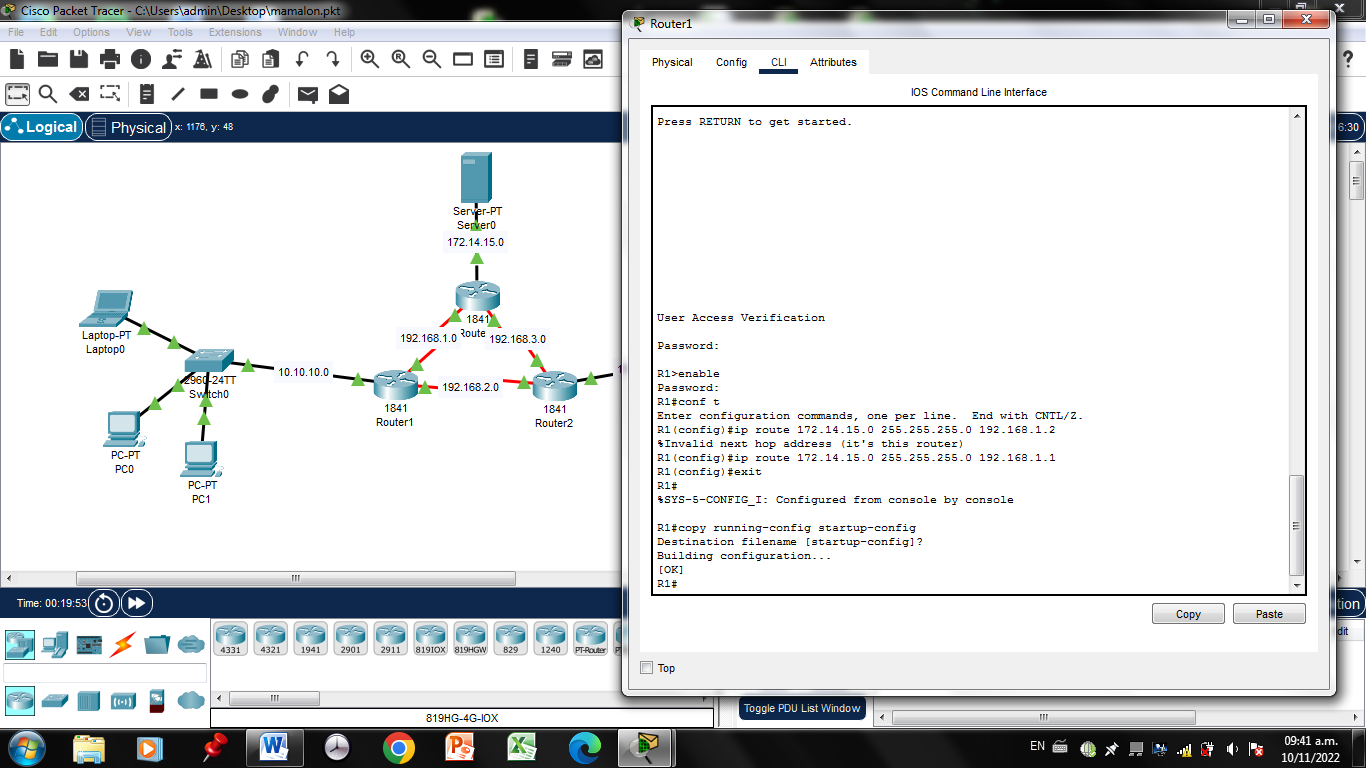 Cisco Packet Tracer - C:\Users\admin\Desktop\mamalon.pkt
File Edit Options View Tools Extensions Window Help
Logical Physical x: 1176, y: 48
6:30
Server-PT
Server0
172.14.15.0
1841
Route
192.168.1.0
192.168.3.0
Laptop-PT
Laptop0
2960-24TT
Switch0
10.10.10.0
192.168.2.0
1841
Router1
1841
Router2
PC-PT
PC0
PC-PT
PC1
Time: 00:19:53
4331 4321 1941 2901 2911 819IOX 819HGW 829 1240 PT-Router
819HG-4G-IOX
Router1
Physical Config CLI Attributes
IOS Command Line Interface
Press RETURN to get started.
User Access Verification
Password:
R1>enable
Password:
R1#conf t
Enter configuration commands, one per line.  End with CNTL/Z.
R1(config)#ip route 172.14.15.0 255.255.255.0 192.168.1.2
%Invalid next hop address (it's this router)
R1(config)#ip route 172.14.15.0 255.255.255.0 192.168.1.1
R1(config)#exit
R1#
%SYS-5-CONFIG_I: Configured from console by console
R1#copy running-config startup-config
Destination filename [startup-config]?
Building configuration...
[OK]
R1#
Copy Paste
Top
tion
dit
Toggle PDU List Window
EN
09:41 a.m.
10/11/2022